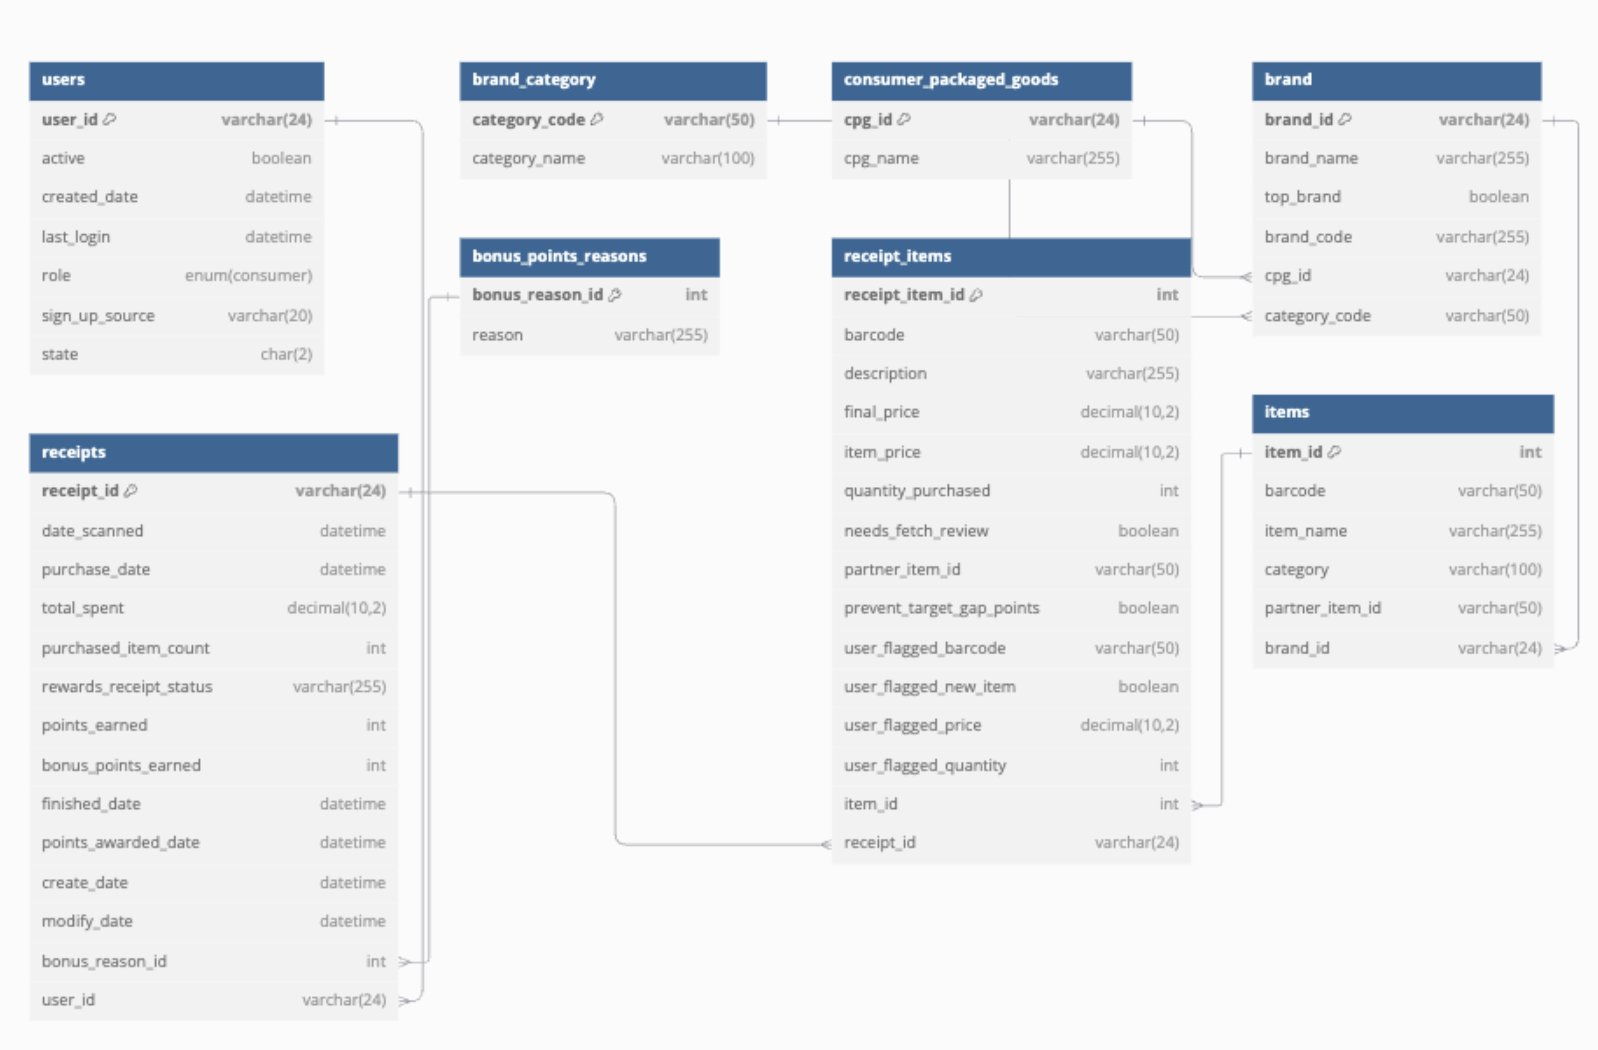 users
user_id varchar(24)
active boolean
created_date datetime
last_login datetime
role enum(consumer)
sign_up_source varchar(20)
state char(2)
brand_category
category_code varchar(50)
category_name varchar(100)
consumer_packaged_goods
cpg_id varchar(24)
cpg_name varchar(255)
brand
brand_id varchar(24)
brand_name varchar(255)
top_brand boolean
brand_code varchar(255)
cpg_id varchar(24)
category_code varchar(50)
bonus_points_reasons
bonus_reason_id int
reason varchar(255)
receipt_items
receipt_item_id int
barcode varchar(50)
description varchar(255)
final_price decimal(10,2)
item_price decimal(10,2)
quantity_purchased int
needs_fetch_review boolean
partner_item_id varchar(50)
prevent_target_gap_points boolean
user_flagged_barcode varchar(50)
user_flagged_new_item boolean
user_flagged_price decimal(10,2)
user_flagged_quantity int
item_id int
receipt_id varchar(24)
items
item_id int
barcode varchar(50)
item_name varchar(255)
category varchar(100)
partner_item_id varchar(50)
brand_id varchar(24)
receipts
receipt_id varchar(24)
date_scanned datetime
purchase_date datetime
total_spent decimal(10,2)
purchased_item_count int
rewards_receipt_status varchar(255)
points_earned int
bonus_points_earned int
finished_date datetime
points_awarded_date datetime
create_date datetime
modify_date datetime
bonus_reason_id int
user_id varchar(24)